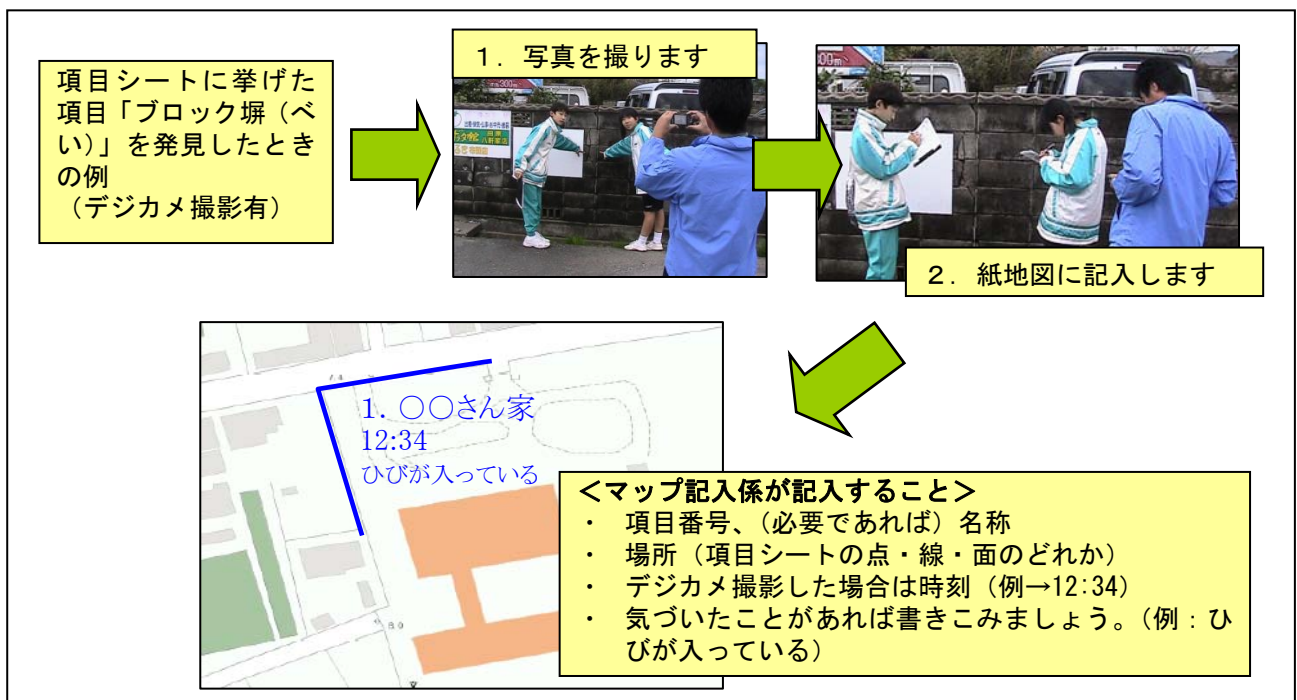 項目シートに挙げた
項目「ブロック塀（べ
い）」を発見したとき
の例
（デジカメ撮影有）
１．写真を撮ります
300m
２．紙地図に記入します
1. ○○さん家
12:34
ひびが入っている
＜マップ記入係が記入すること＞
・ 項目番号、（必要であれば）名称
・ 場所（項目シートの点・線・面のどれか）
・ デジカメ撮影した場合は時刻（例→12:34）
・ 気づいたことがあれば書きこみましょう。（例：ひ
びが入っている）